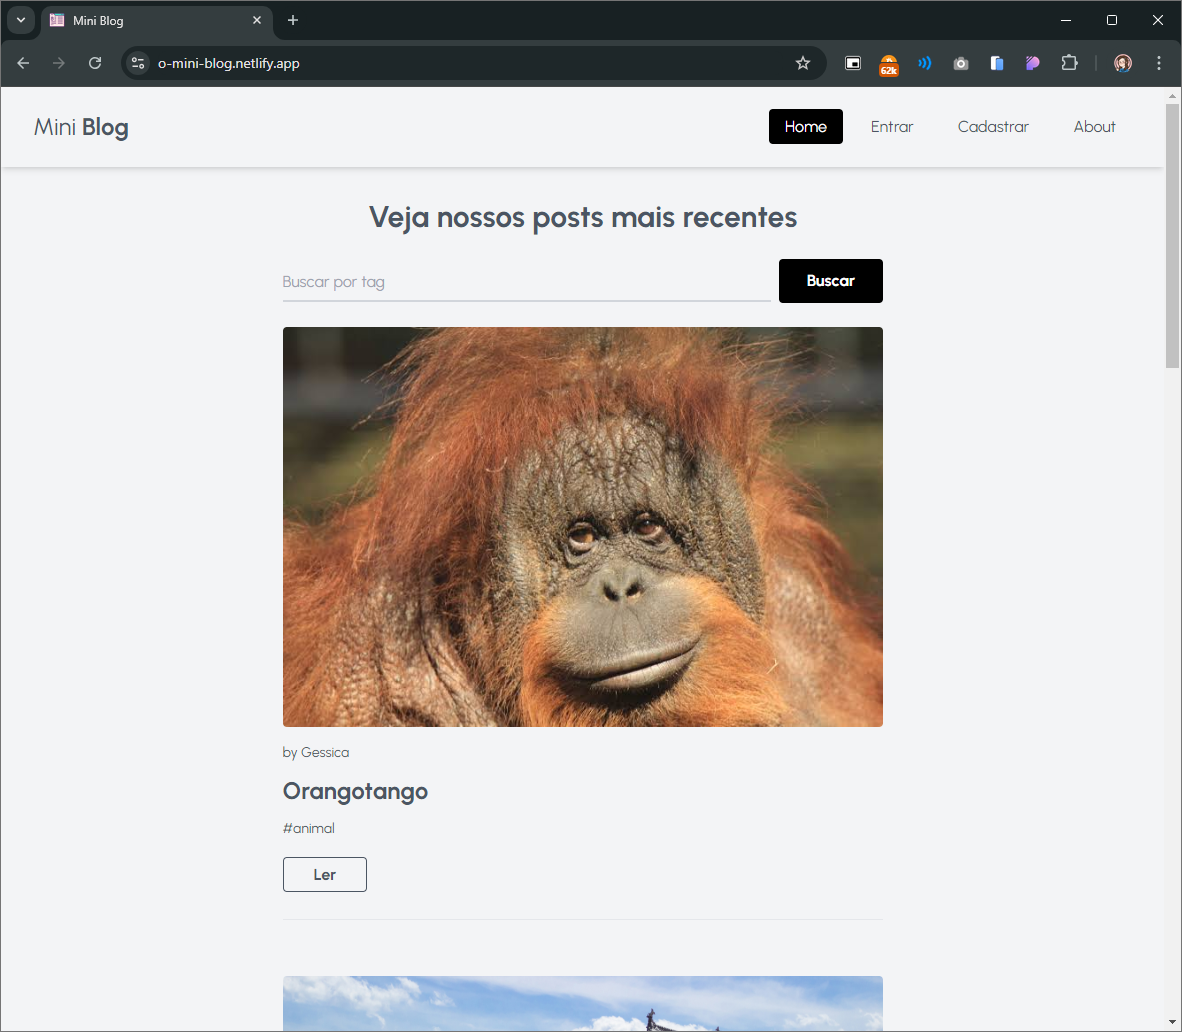 Mini Blog
o-mini-blog.netlify.app
62k
Mini Blog
Home Entrar Cadastrar About
Veja nossos posts mais recentes
Buscar por tag Buscar
by Gessica
Orangotango
#animal
Ler